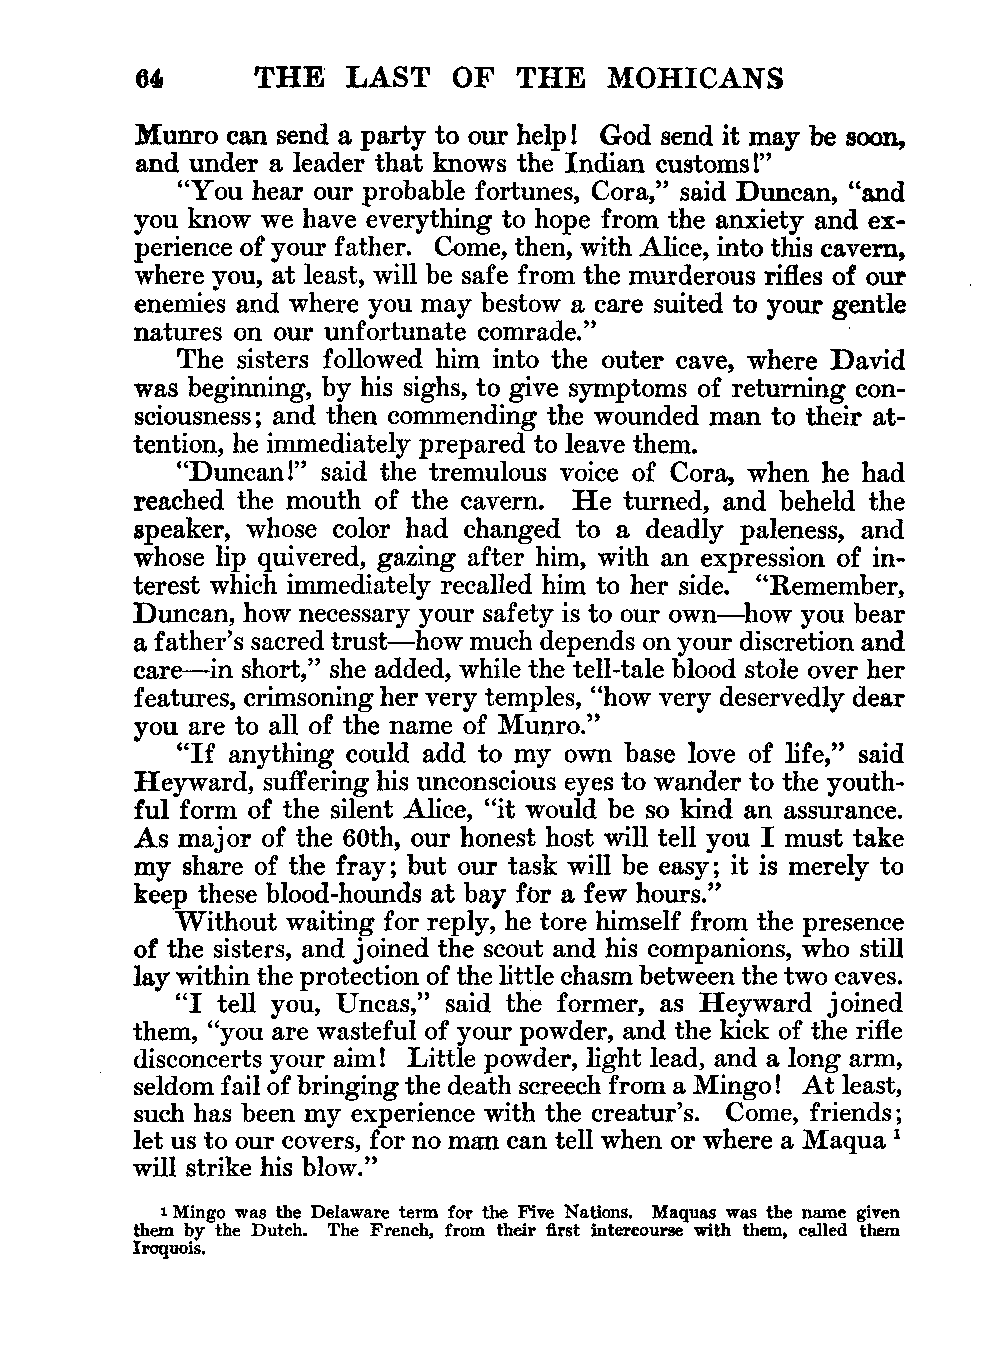 64 THE LAST OF THE MOHICANS
Munro can send a party to our help! God send it may be soon,
and under a leader that knows the Indian customs!”
“You hear our probable fortunes, Cora,” said Duncan, “and
you know we have everything to hope from the anxiety and ex-
perience of your father. Come, then, with Alice, into this cavern,
where you, at least, will be safe from the murderous rifles of our
enemies and where you may bestow a care suited to your gentle
natures on our unfortunate comrade.”
The sisters followed him into the outer cave, where David
was beginning, by his sighs, to give symptoms of returning con-
sciousness; and then commending the wounded man to their at-
tention, he immediately prepared to leave them.
“Duncan!” said the tremulous voice of Cora, when he had
reached the mouth of the cavern. He turned, and beheld the
speaker, whose color had changed to a deadly paleness, and
whose lip quivered, gazing after him, with an expression of in-
terest which immediately recalled him to her side. “Remember,
Duncan, how necessary your safety is to our own—how you bear
a father’s sacred trust—how much depends on your discretion and
care—in short,” she added, while the tell-tale blood stole over her
features, crimsoning her very temples, “how very deservedly dear
you are to all of the name of Munro.”
“If anything could add to my own base love of life,” said
Heyward, suffering his unconscious eyes to wander to the youth-
ful form of the silent Alice, “it would be so kind an assurance.
As major of the 60th, our honest host will tell you I must take
my share of the fray; but our task will be easy; it is merely to
keep these blood-hounds at bay for a few hours.”
Without waiting for reply, he tore himself from the presence
of the sisters, and joined the scout and his companions, who still
lay within the protection of the little chasm between the two caves.
“I tell you, Uncas,” said the former, as Heyward joined
them, “you are wasteful of your powder, and the kick of the rifle
disconcerts your aim! Little powder, light lead, and a long arm,
seldom fail of bringing the death screech from a Mingo! At least,
such has been my experience with the creatur’s. Come, friends;
let us to our covers, for no man can tell when or where a Maqua ¹
will strike his blow.”
¹ Mingo was the Delaware term for the Five Nations. Maquas was the name given
them by the Dutch. The French, from their first intercourse with them, called them
Iroquois.